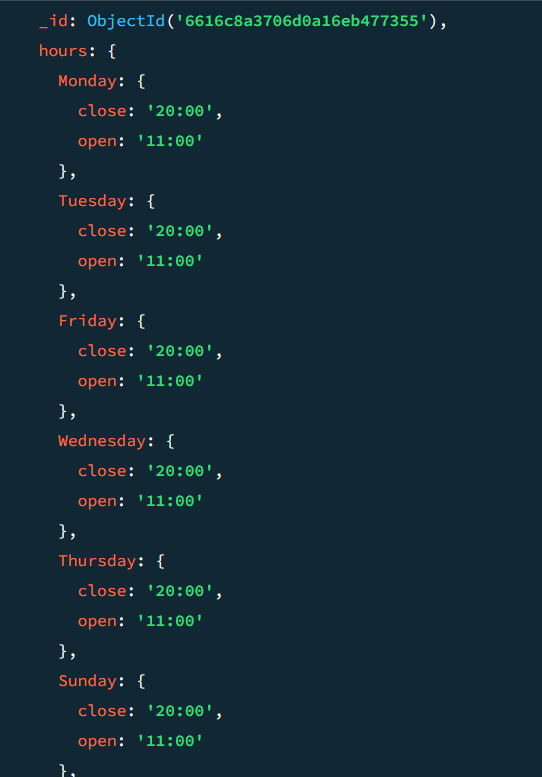 _id: ObjectId('6616c8a3706d0a16eb477355'),
hours: {
Monday: {
close: '20:00',
open: '11:00'
},
Tuesday: {
close: '20:00',
open: '11:00'
},
Friday: {
close: '20:00',
open: '11:00'
},
Wednesday: {
close: '20:00',
open: '11:00'
},
Thursday: {
close: '20:00',
open: '11:00'
},
Sunday: {
close: '20:00',
open: '11:00'
},